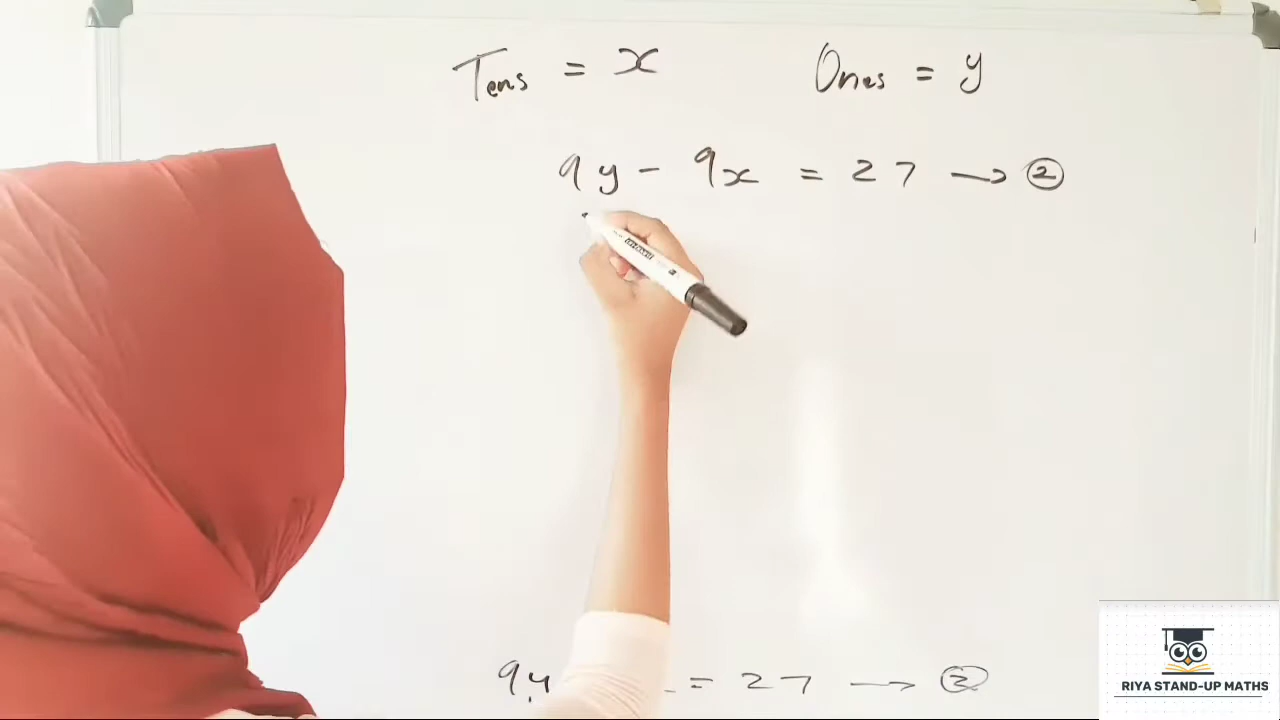 Tens = x Ones = y
9y - 9x = 27 → ②
9y = 27 → ②
RIYA STAND-UP MATHS